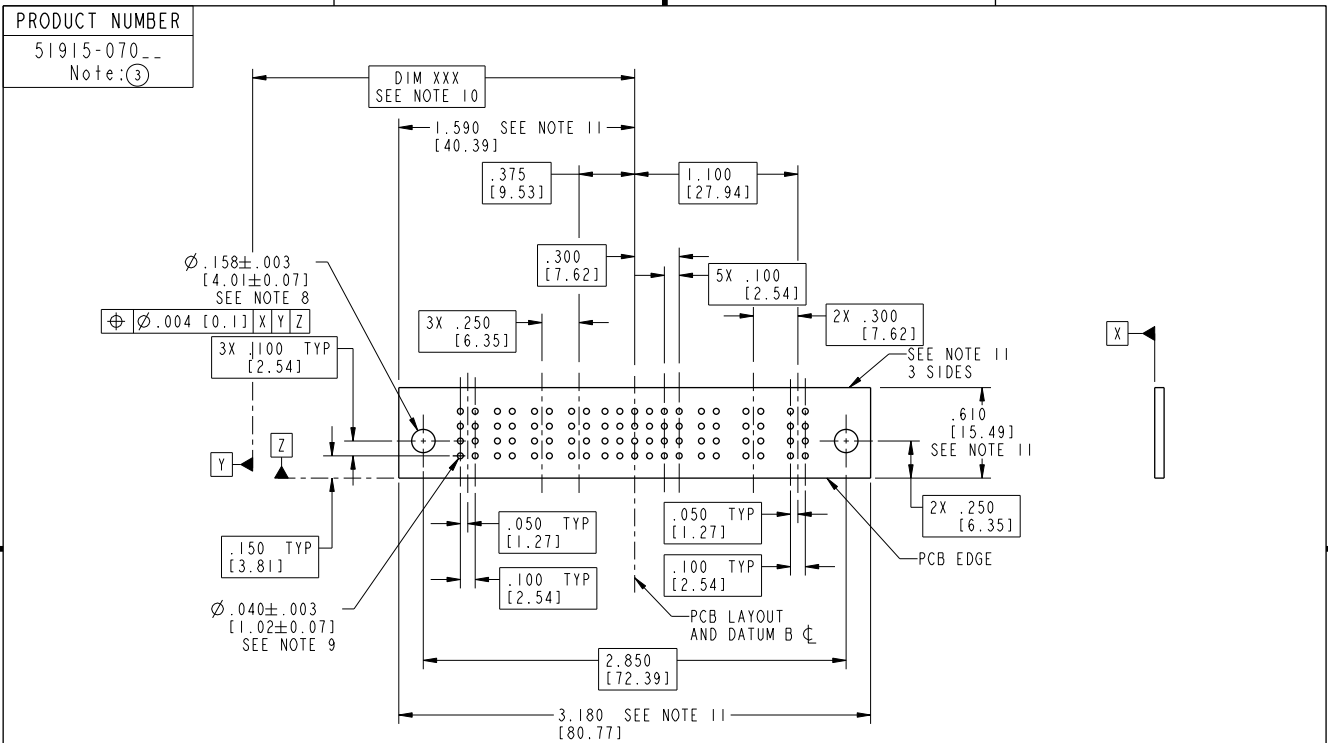 PRODUCT NUMBER
51915-070__
Note: 3
DIM XXX
SEE NOTE 10
1.590 SEE NOTE 11
[40.39]
.375
[9.53]
1.100
[27.94]
.300
[7.62]
5X .100
[2.54]
Ø.158±.003
[4.01±0.07]
SEE NOTE 8
⌖ Ø.004 [0.1] X Y Z
3X .250
[6.35]
2X .300
[7.62]
3X .100 TYP
[2.54]
X
SEE NOTE 11
3 SIDES
.610
[15.49]
SEE NOTE 11
Y
Z
2X .250
[6.35]
.150 TYP
[3.81]
.050 TYP
[1.27]
.050 TYP
[1.27]
PCB EDGE
.100 TYP
[2.54]
.100 TYP
[2.54]
Ø.040±.003
[1.02±0.07]
SEE NOTE 9
PCB LAYOUT
AND DATUM B ℄
2.850
[72.39]
3.180 SEE NOTE 11
[80.77]